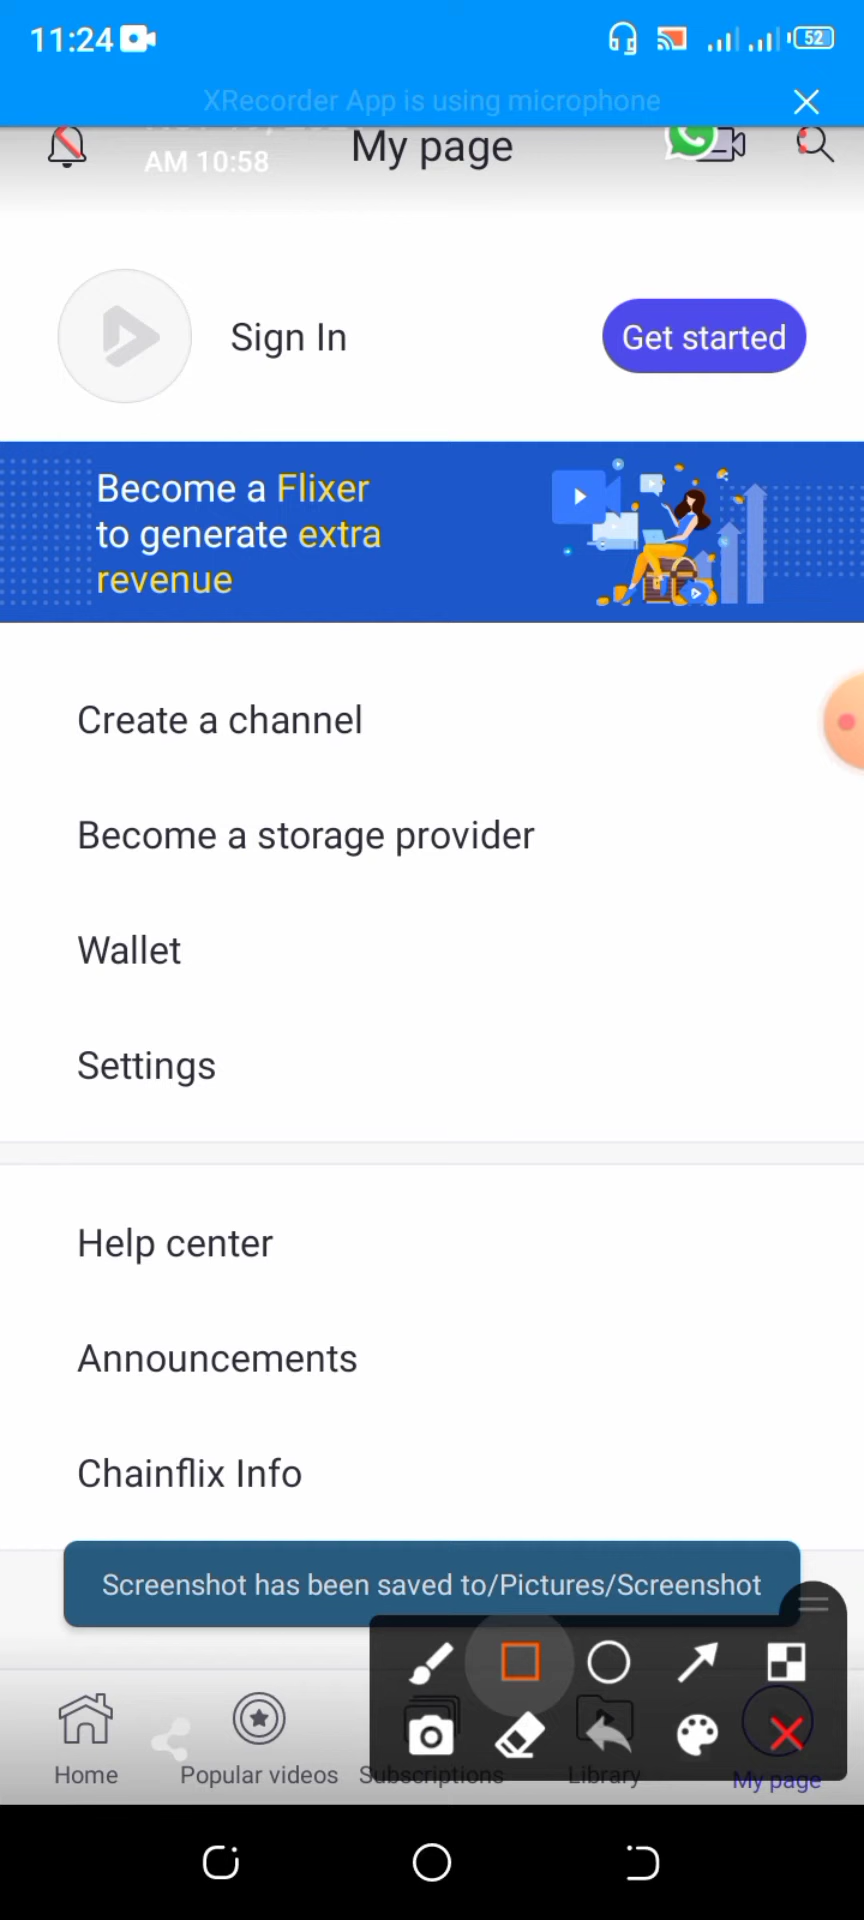 11:24
52
XRecorder App is using microphone
AM 10:58
My page
Sign In
Get started
Become a Flixer
to generate extra
revenue
Create a channel
Become a storage provider
Wallet
Settings
Help center
Announcements
Chainflix Info
Screenshot has been saved to/Pictures/Screenshot
Home
Popular videos
Subscriptions
Library
My page